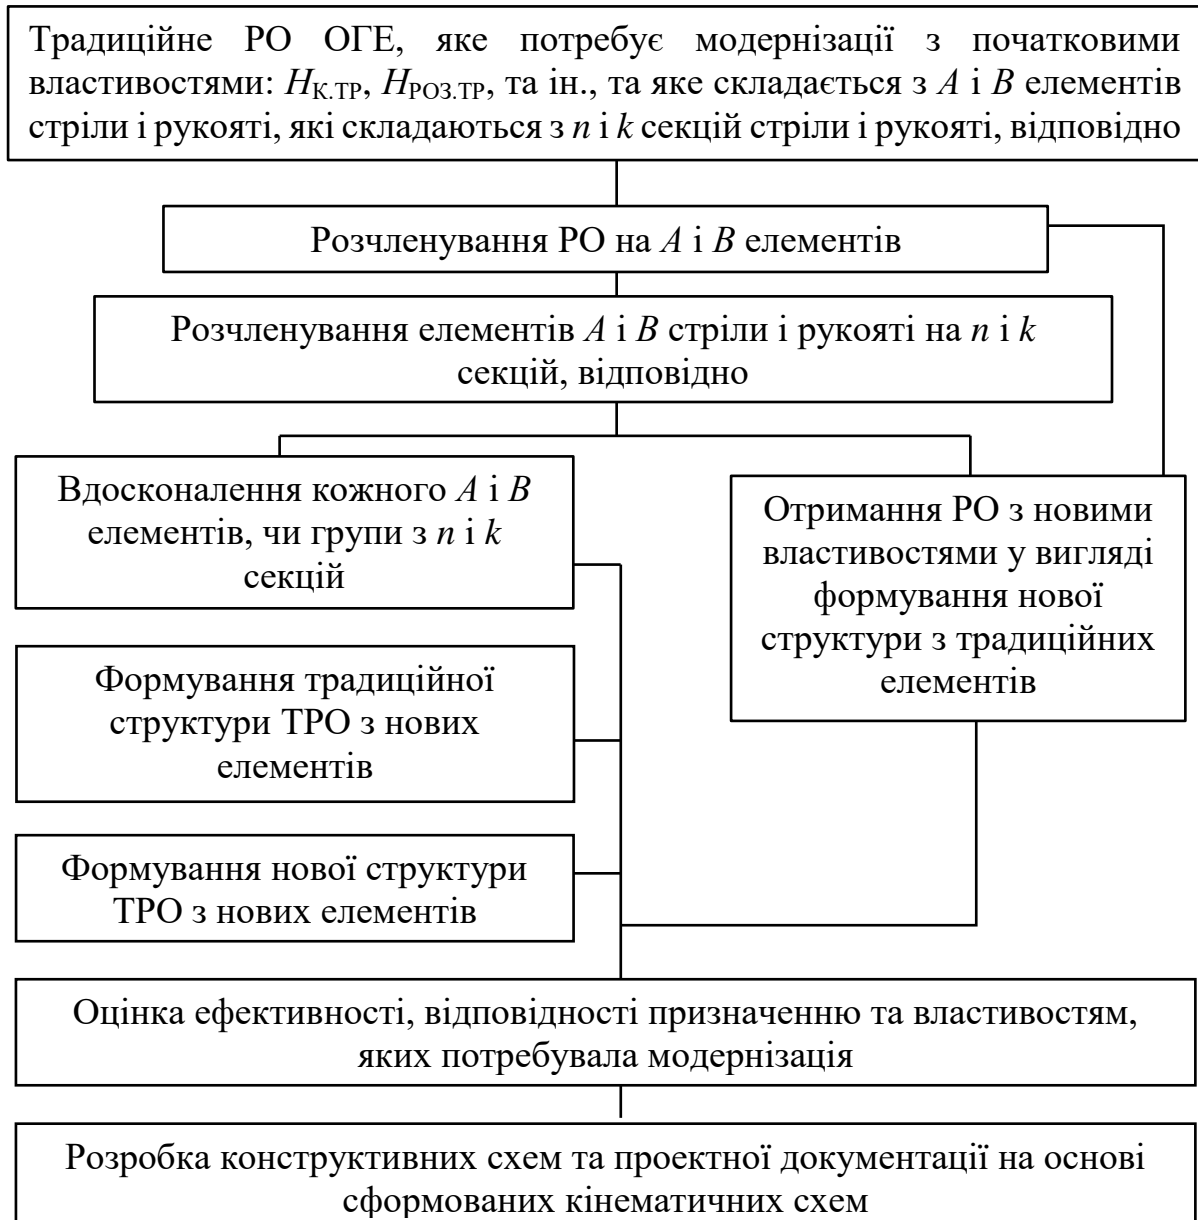 Традиційне РО ОГЕ, яке потребує модернізації з початковими
властивостями: HК.ТР, HРОЗ.ТР, та ін., та яке складається з A і B елементів
стріли і рукояті, які складаються з n і k секцій стріли і рукояті, відповідно
Розчленування РО на A і B елементів
Розчленування елементів A і B стріли і рукояті на n і k
секцій, відповідно
Вдосконалення кожного A і B
елементів, чи групи з n і k
секцій
Отримання РО з новими
властивостями у вигляді
формування нової
структури з традиційних
елементів
Формування традиційної
структури ТРО з нових
елементів
Формування нової структури
ТРО з нових елементів
Оцінка ефективності, відповідності призначенню та властивостям,
яких потребувала модернізація
Розробка конструктивних схем та проектної документації на основі
сформованих кінематичних схем